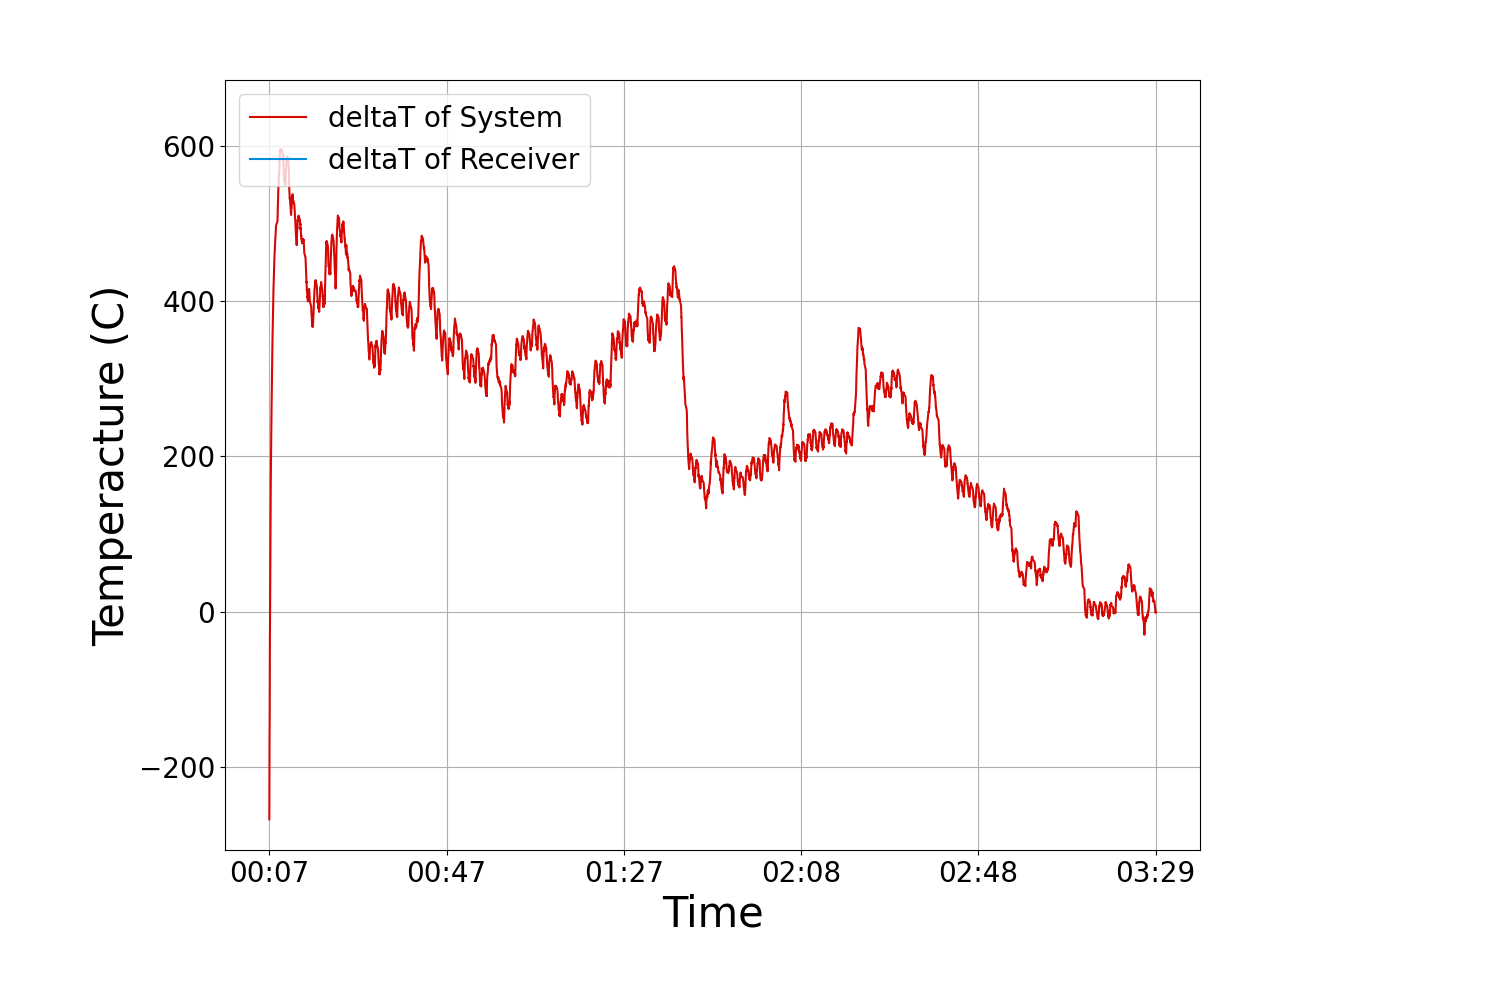 deltaT of System
deltaT of Receiver
600
400
200
0
−200
Temperacture (C)
00:07 00:47 01:27 02:08 02:48 03:29
Time